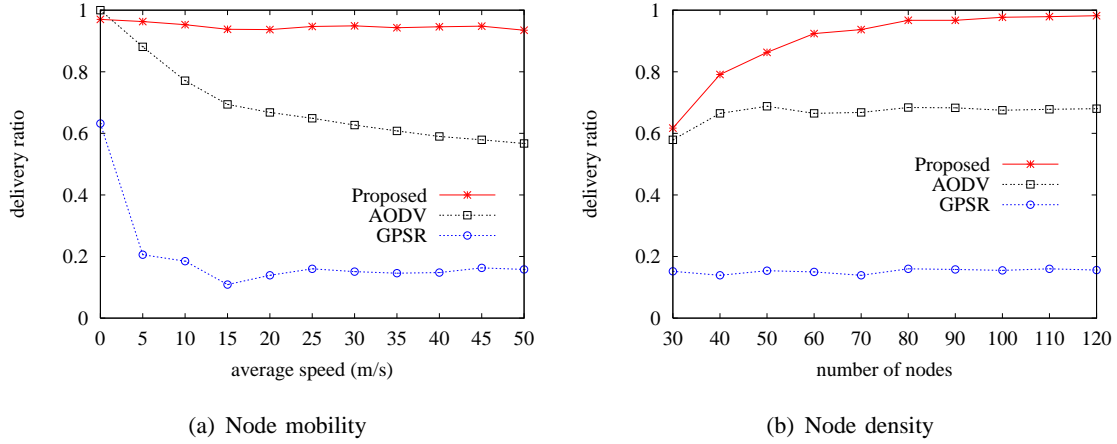 delivery ratio
1
0.8
0.6
0.4
0.2
0
0 5 10 15 20 25 30 35 40 45 50
average speed (m/s)
Proposed
AODV
GPSR
(a) Node mobility
delivery ratio
1
0.8
0.6
0.4
0.2
0
30 40 50 60 70 80 90 100 110 120
number of nodes
Proposed
AODV
GPSR
(b) Node density